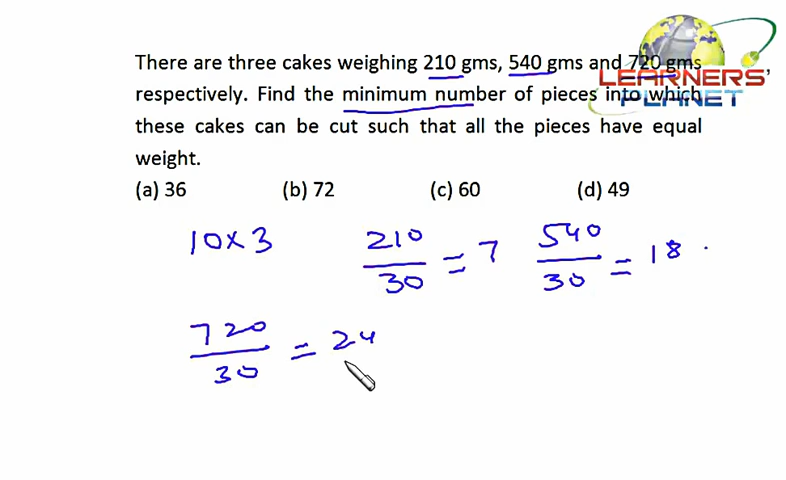 There are three cakes weighing 210 gms, 540 gms and 720 gms
LEARNERS'
respectively. Find the minimum number of pieces into which
PLANET
these cakes can be cut such that all the pieces have equal
weight.
(a) 36 (b) 72 (c) 60 (d) 49
10 × 3 210/30 = 7 540/30 = 18 .
720/30 = 24